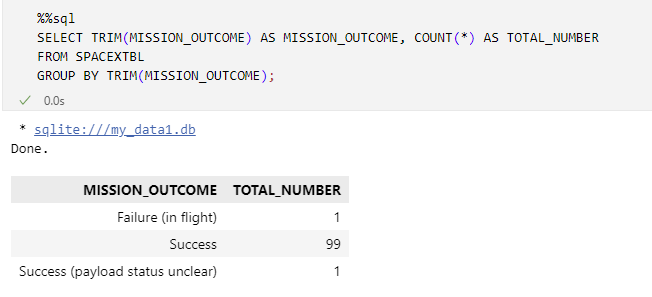 %%sql
SELECT TRIM(MISSION_OUTCOME) AS MISSION_OUTCOME, COUNT(*) AS TOTAL_NUMBER
FROM SPACEXTBL
GROUP BY TRIM(MISSION_OUTCOME);
0.0s
* sqlite:///my_data1.db
Done.
MISSION_OUTCOME TOTAL_NUMBER
Failure (in flight) 1
Success 99
Success (payload status unclear) 1